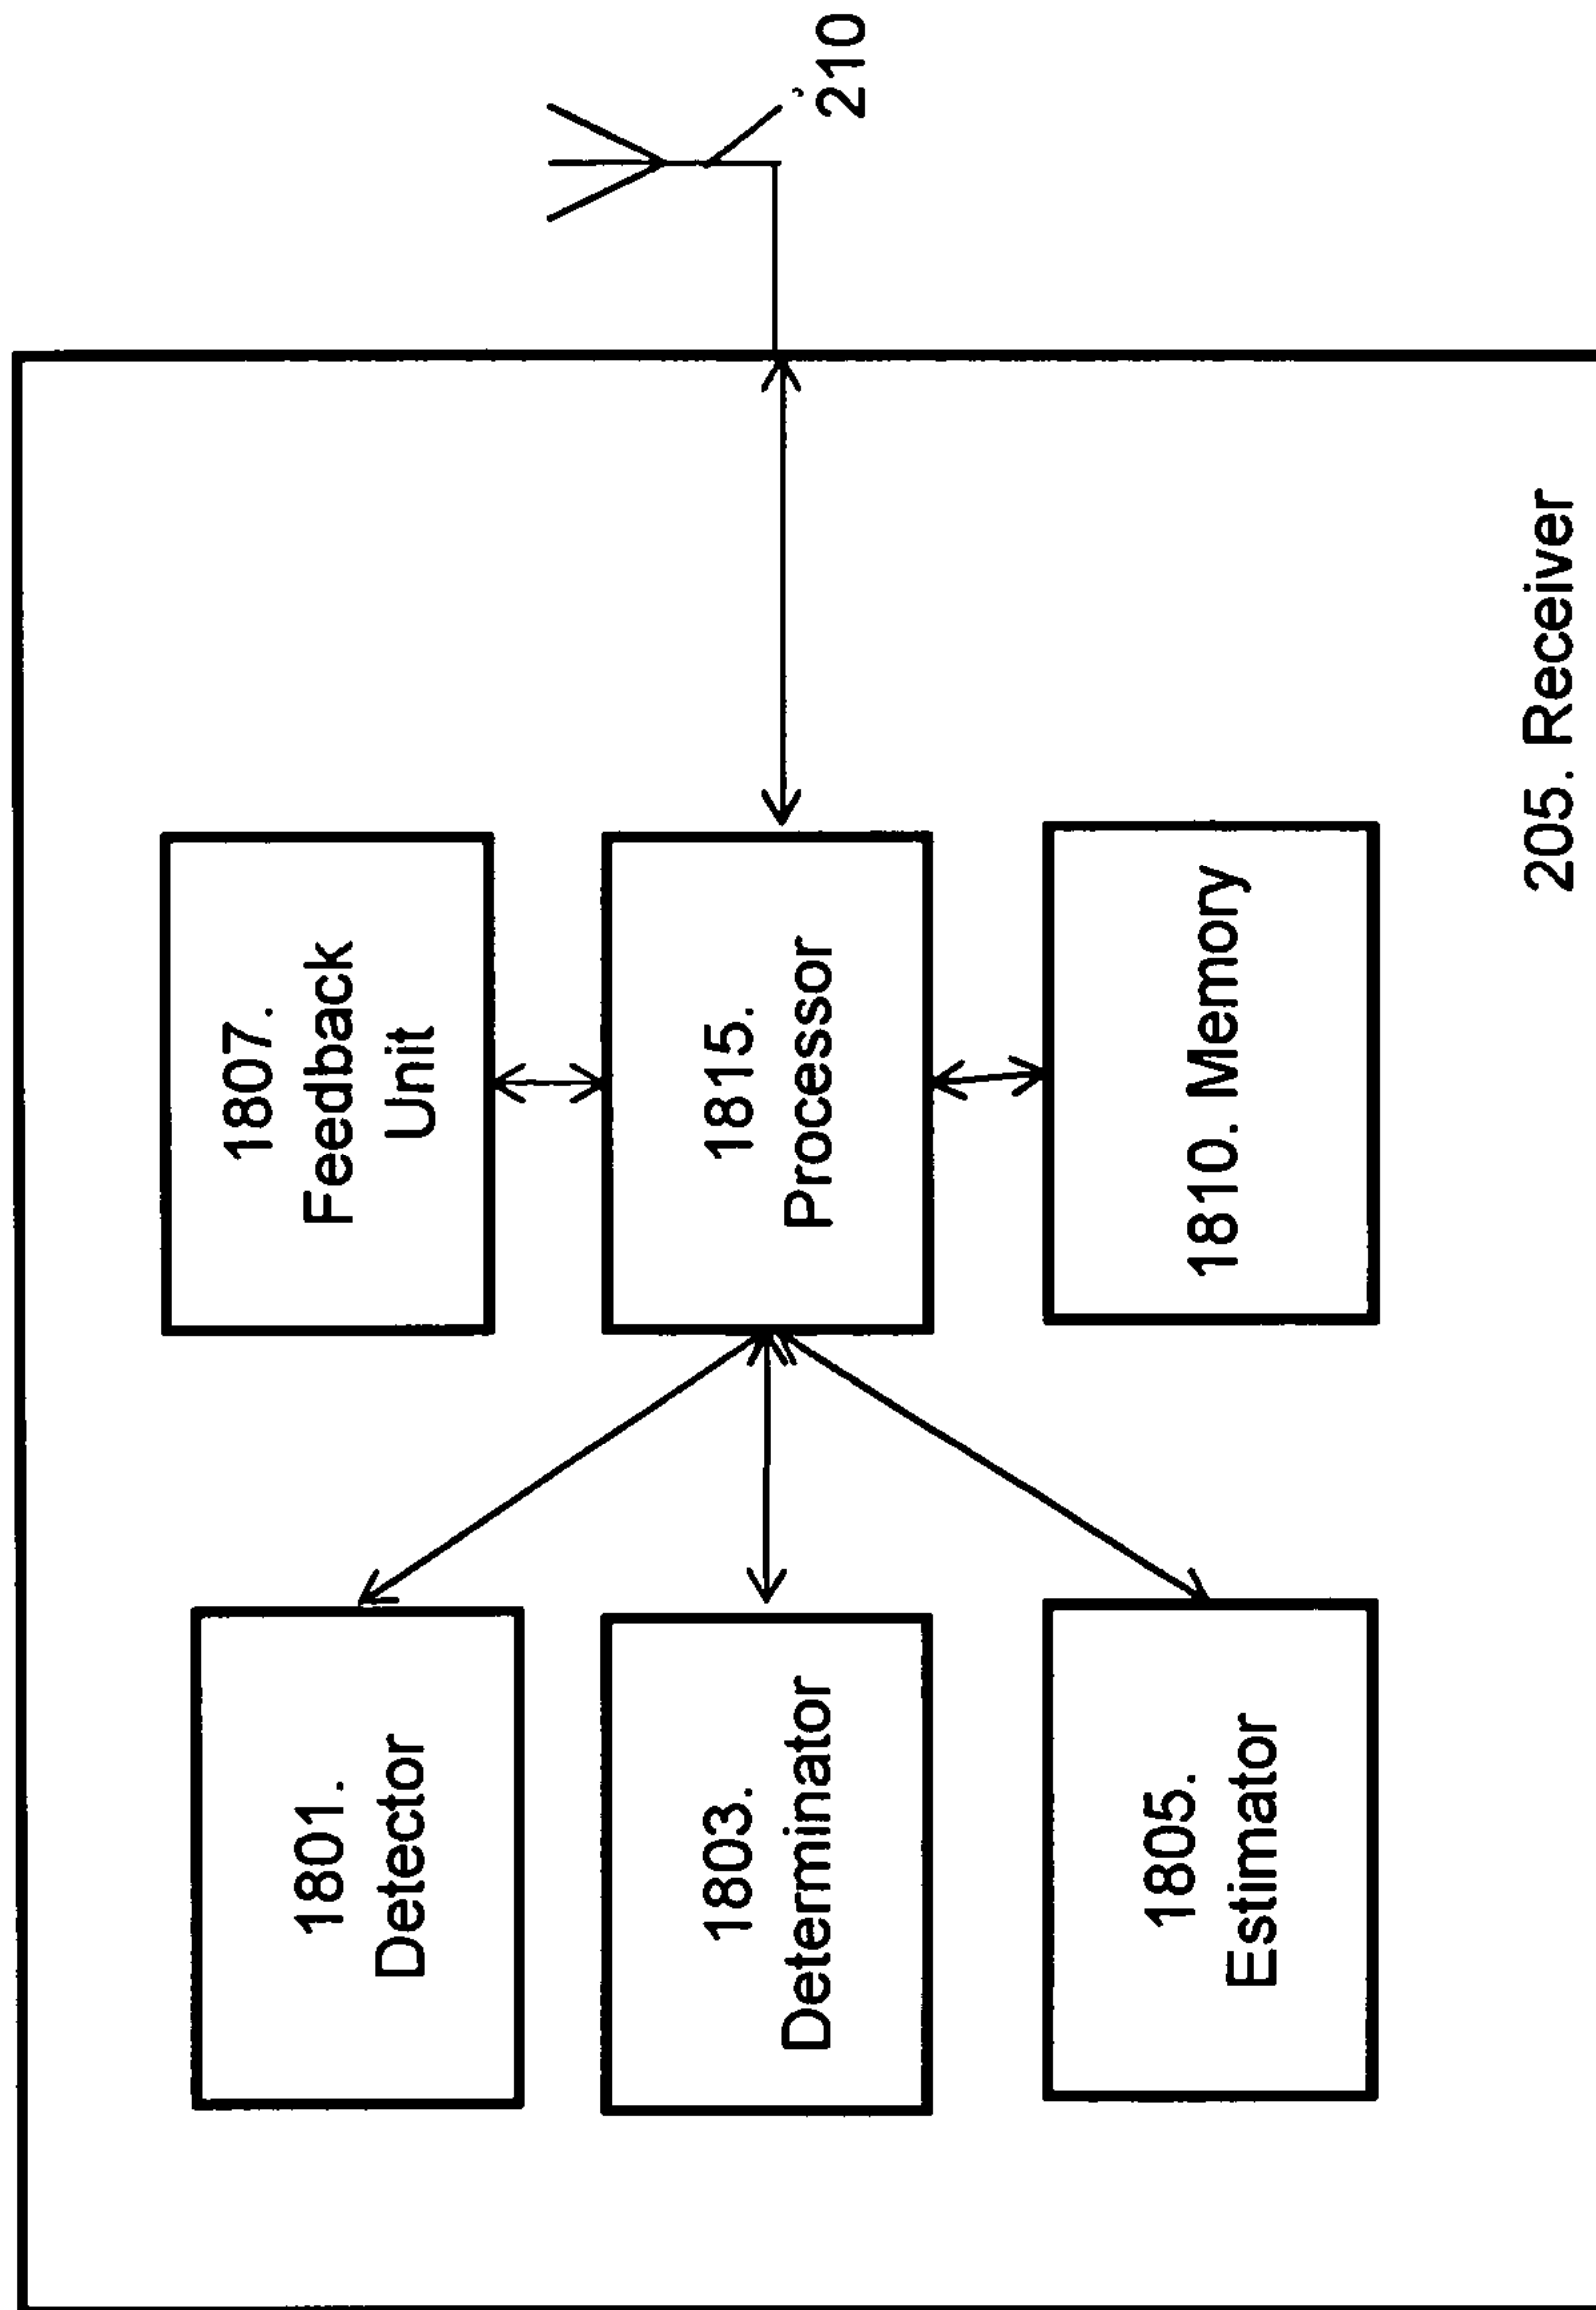 1801.
Detector
1807.
Feedback
Unit
1803.
Determinator
1815.
Processor
210
1805.
Estimator
1810. Memory
205. Receiver